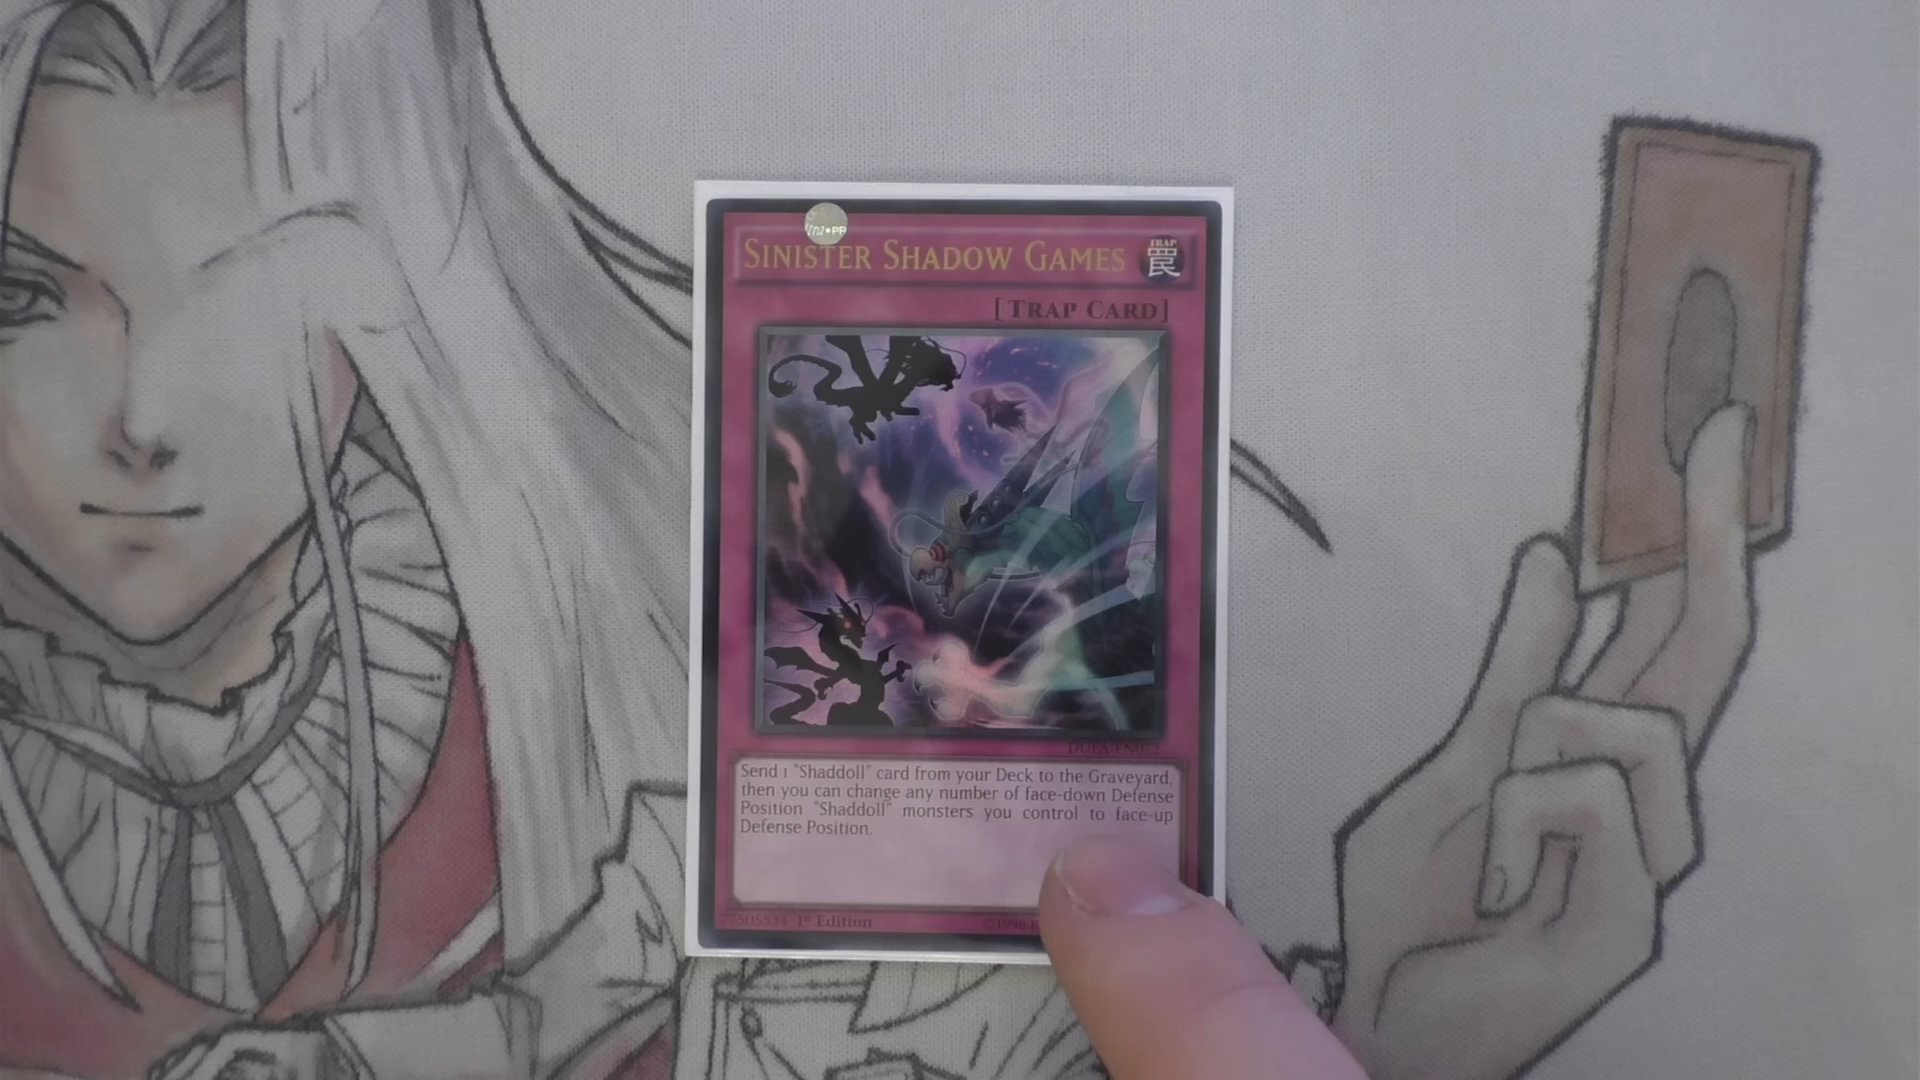 SINISTER SHADOW GAMES
TRAP
罠
[TRAP CARD]
DUEA-EN072
Send 1 "Shaddoll" card from your Deck to the Graveyard,
then you can change any number of face-down Defense
Position "Shaddoll" monsters you control to face-up
Defense Position.
1st Edition
©1996